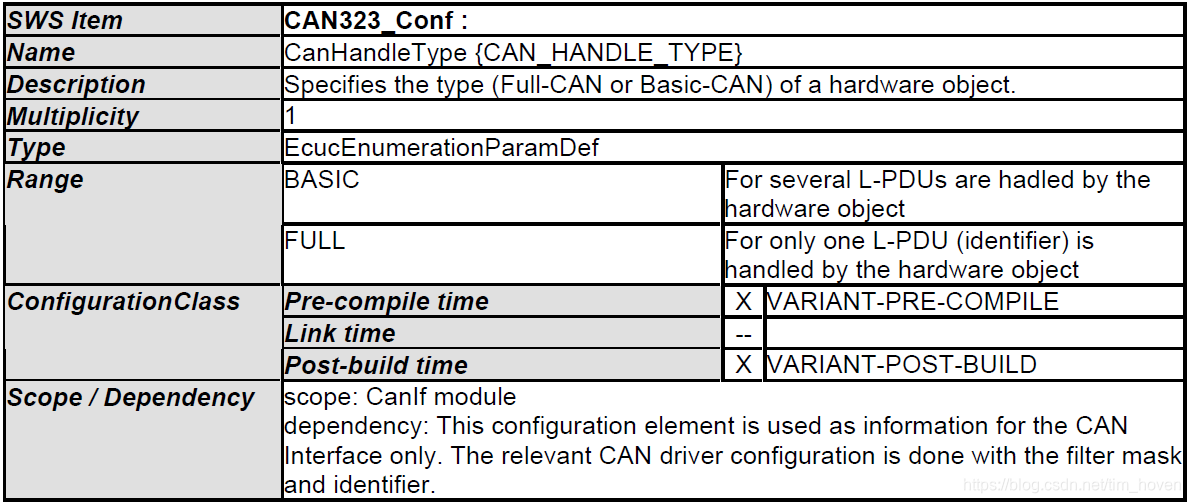 SWS Item CAN323_Conf :
Name CanHandleType {CAN_HANDLE_TYPE}
Description Specifies the type (Full-CAN or Basic-CAN) of a hardware object.
Multiplicity 1
Type EcucEnumerationParamDef
Range BASIC For several L-PDUs are hadled by the
hardware object
FULL For only one L-PDU (identifier) is
handled by the hardware object
ConfigurationClass Pre-compile time X VARIANT-PRE-COMPILE
Link time --
Post-build time X VARIANT-POST-BUILD
Scope / Dependency scope: CanIf module
dependency: This configuration element is used as information for the CAN
Interface only. The relevant CAN driver configuration is done with the filter mask
and identifier.
https://blog.csdn.net/tim_hoven